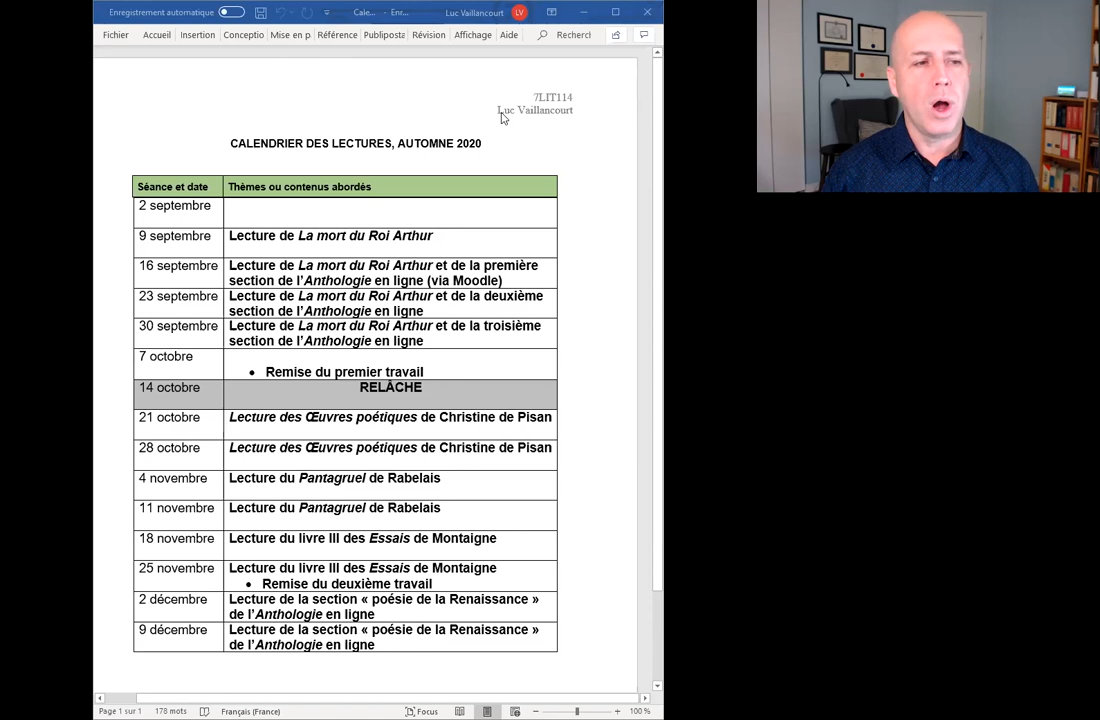 Enregistrement automatique Cale... - Enr... Luc Vaillancourt LV
Fichier Accueil Insertion Conceptio Mise en p Référence Publiposta Révision Affichage Aide Recherci
7LIT114
Luc Vaillancourt
CALENDRIER DES LECTURES, AUTOMNE 2020
Séance et date Thèmes ou contenus abordés
2 septembre
9 septembre Lecture de La mort du Roi Arthur
16 septembre Lecture de La mort du Roi Arthur et de la première
section de l'Anthologie en ligne (via Moodle)
23 septembre Lecture de La mort du Roi Arthur et de la deuxième
section de l'Anthologie en ligne
30 septembre Lecture de La mort du Roi Arthur et de la troisième
section de l'Anthologie en ligne
7 octobre
• Remise du premier travail
14 octobre RELÂCHE
21 octobre Lecture des Œuvres poétiques de Christine de Pisan
28 octobre Lecture des Œuvres poétiques de Christine de Pisan
4 novembre Lecture du Pantagruel de Rabelais
11 novembre Lecture du Pantagruel de Rabelais
18 novembre Lecture du livre III des Essais de Montaigne
25 novembre Lecture du livre III des Essais de Montaigne
• Remise du deuxième travail
2 décembre Lecture de la section « poésie de la Renaissance »
de l'Anthologie en ligne
9 décembre Lecture de la section « poésie de la Renaissance »
de l'Anthologie en ligne
Page 1 sur 1 178 mots Français (France) Focus 100 %